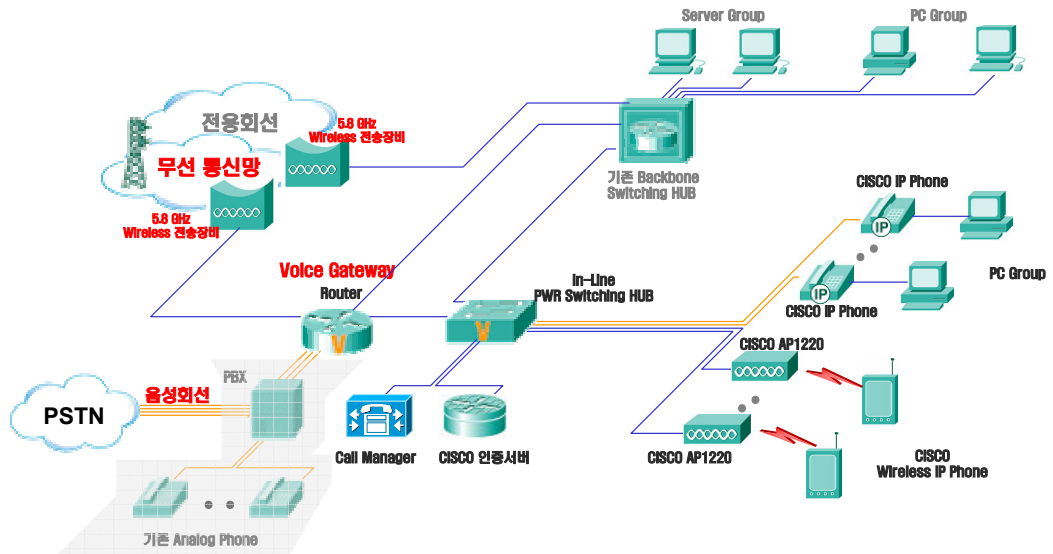 Server Group
PC Group
전용회선
5.8 GHz
Wireless 전송장비
무선 통신망
5.8 GHz
Wireless 전송장비
기존 Backbone
Switching HUB
CISCO IP Phone
IP
PC Group
IP
CISCO IP Phone
Voice Gateway
Router
V
In-Line
PWR Switching HUB
V
CISCO AP1220
PBX
음성회선
PSTN
Call Manager
CISCO 인증서버
CISCO AP1220
CISCO
Wireless IP Phone
기존 Analog Phone